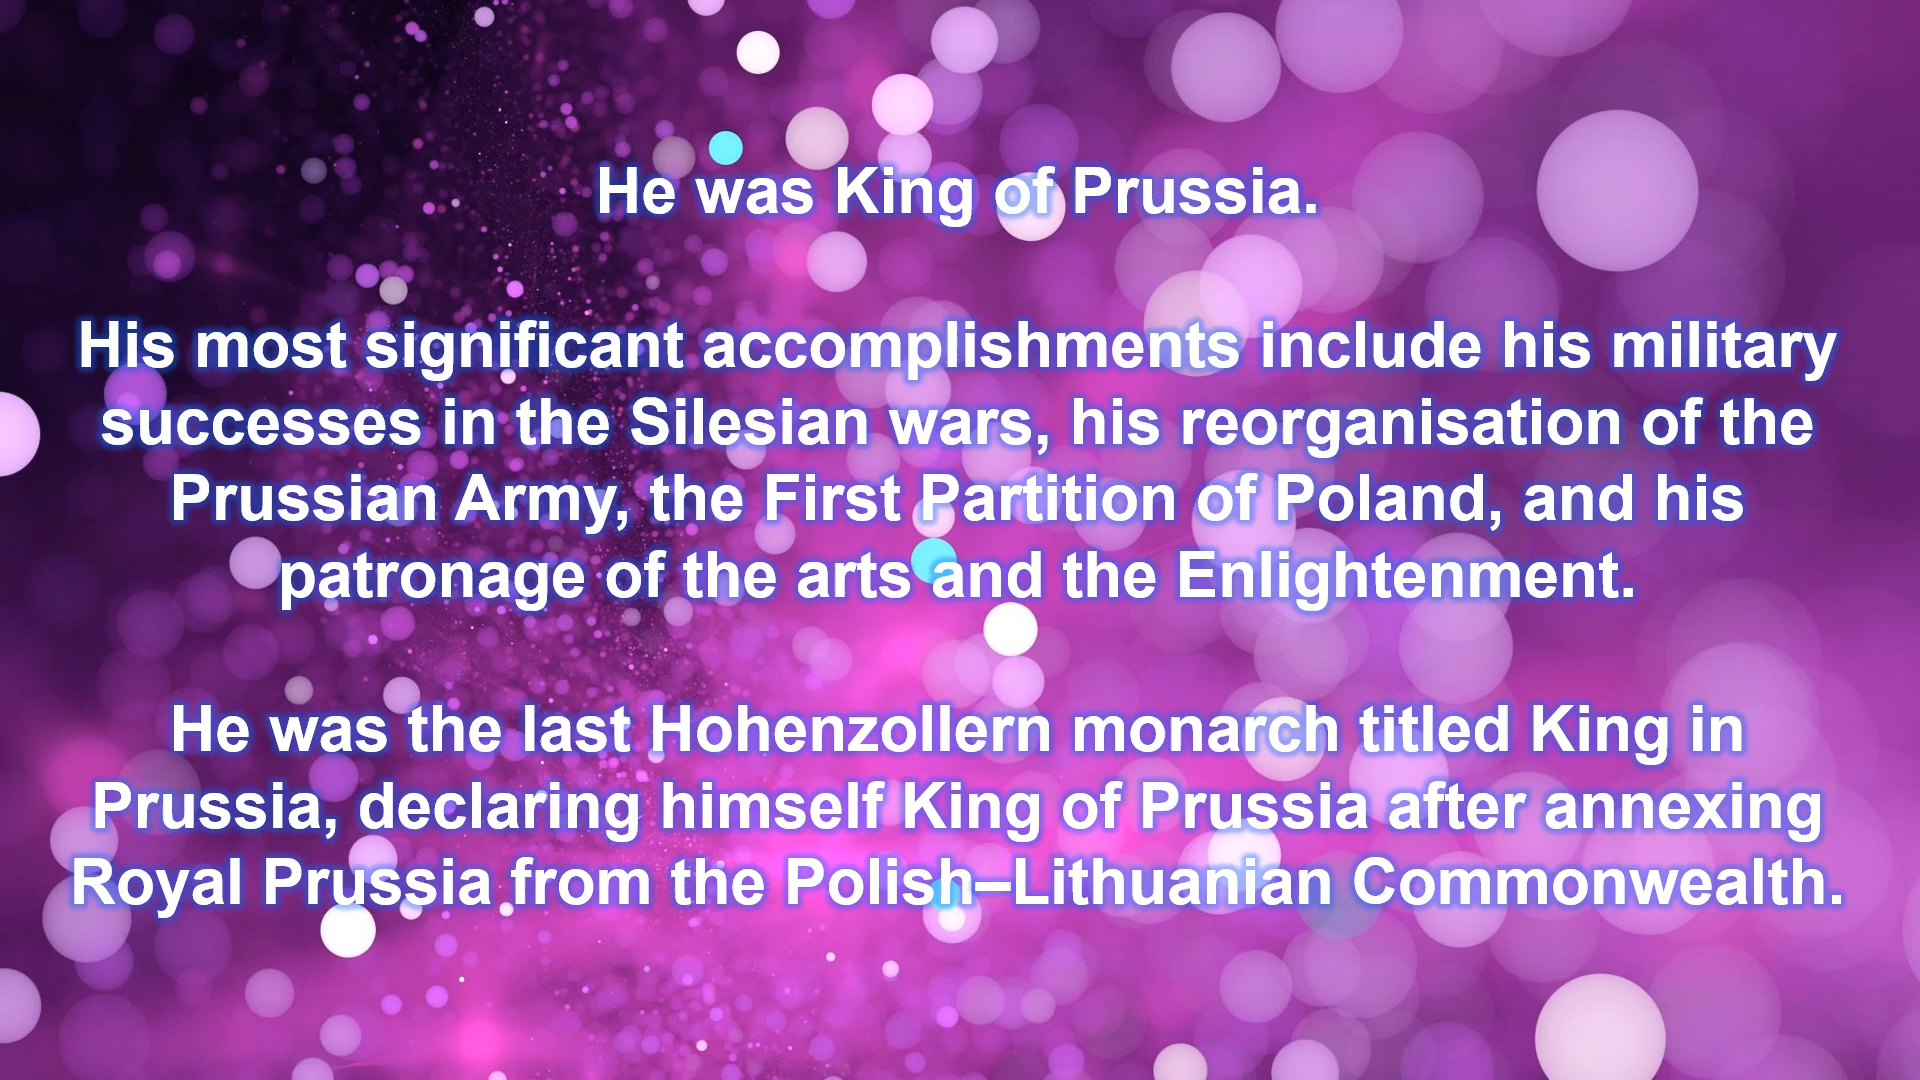 He was King of Prussia.
His most significant accomplishments include his military
successes in the Silesian wars, his reorganisation of the
Prussian Army, the First Partition of Poland, and his
patronage of the arts and the Enlightenment.
He was the last Hohenzollern monarch titled King in
Prussia, declaring himself King of Prussia after annexing
Royal Prussia from the Polish–Lithuanian Commonwealth.